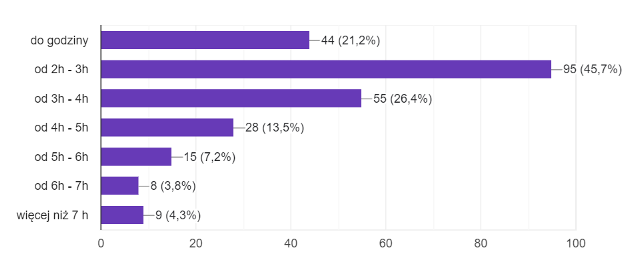 do godziny 44 (21,2%)
od 2h - 3h 95 (45,7%)
od 3h - 4h 55 (26,4%)
od 4h - 5h 28 (13,5%)
od 5h - 6h 15 (7,2%)
od 6h - 7h 8 (3,8%)
więcej niż 7 h 9 (4,3%)
0 20 40 60 80 100